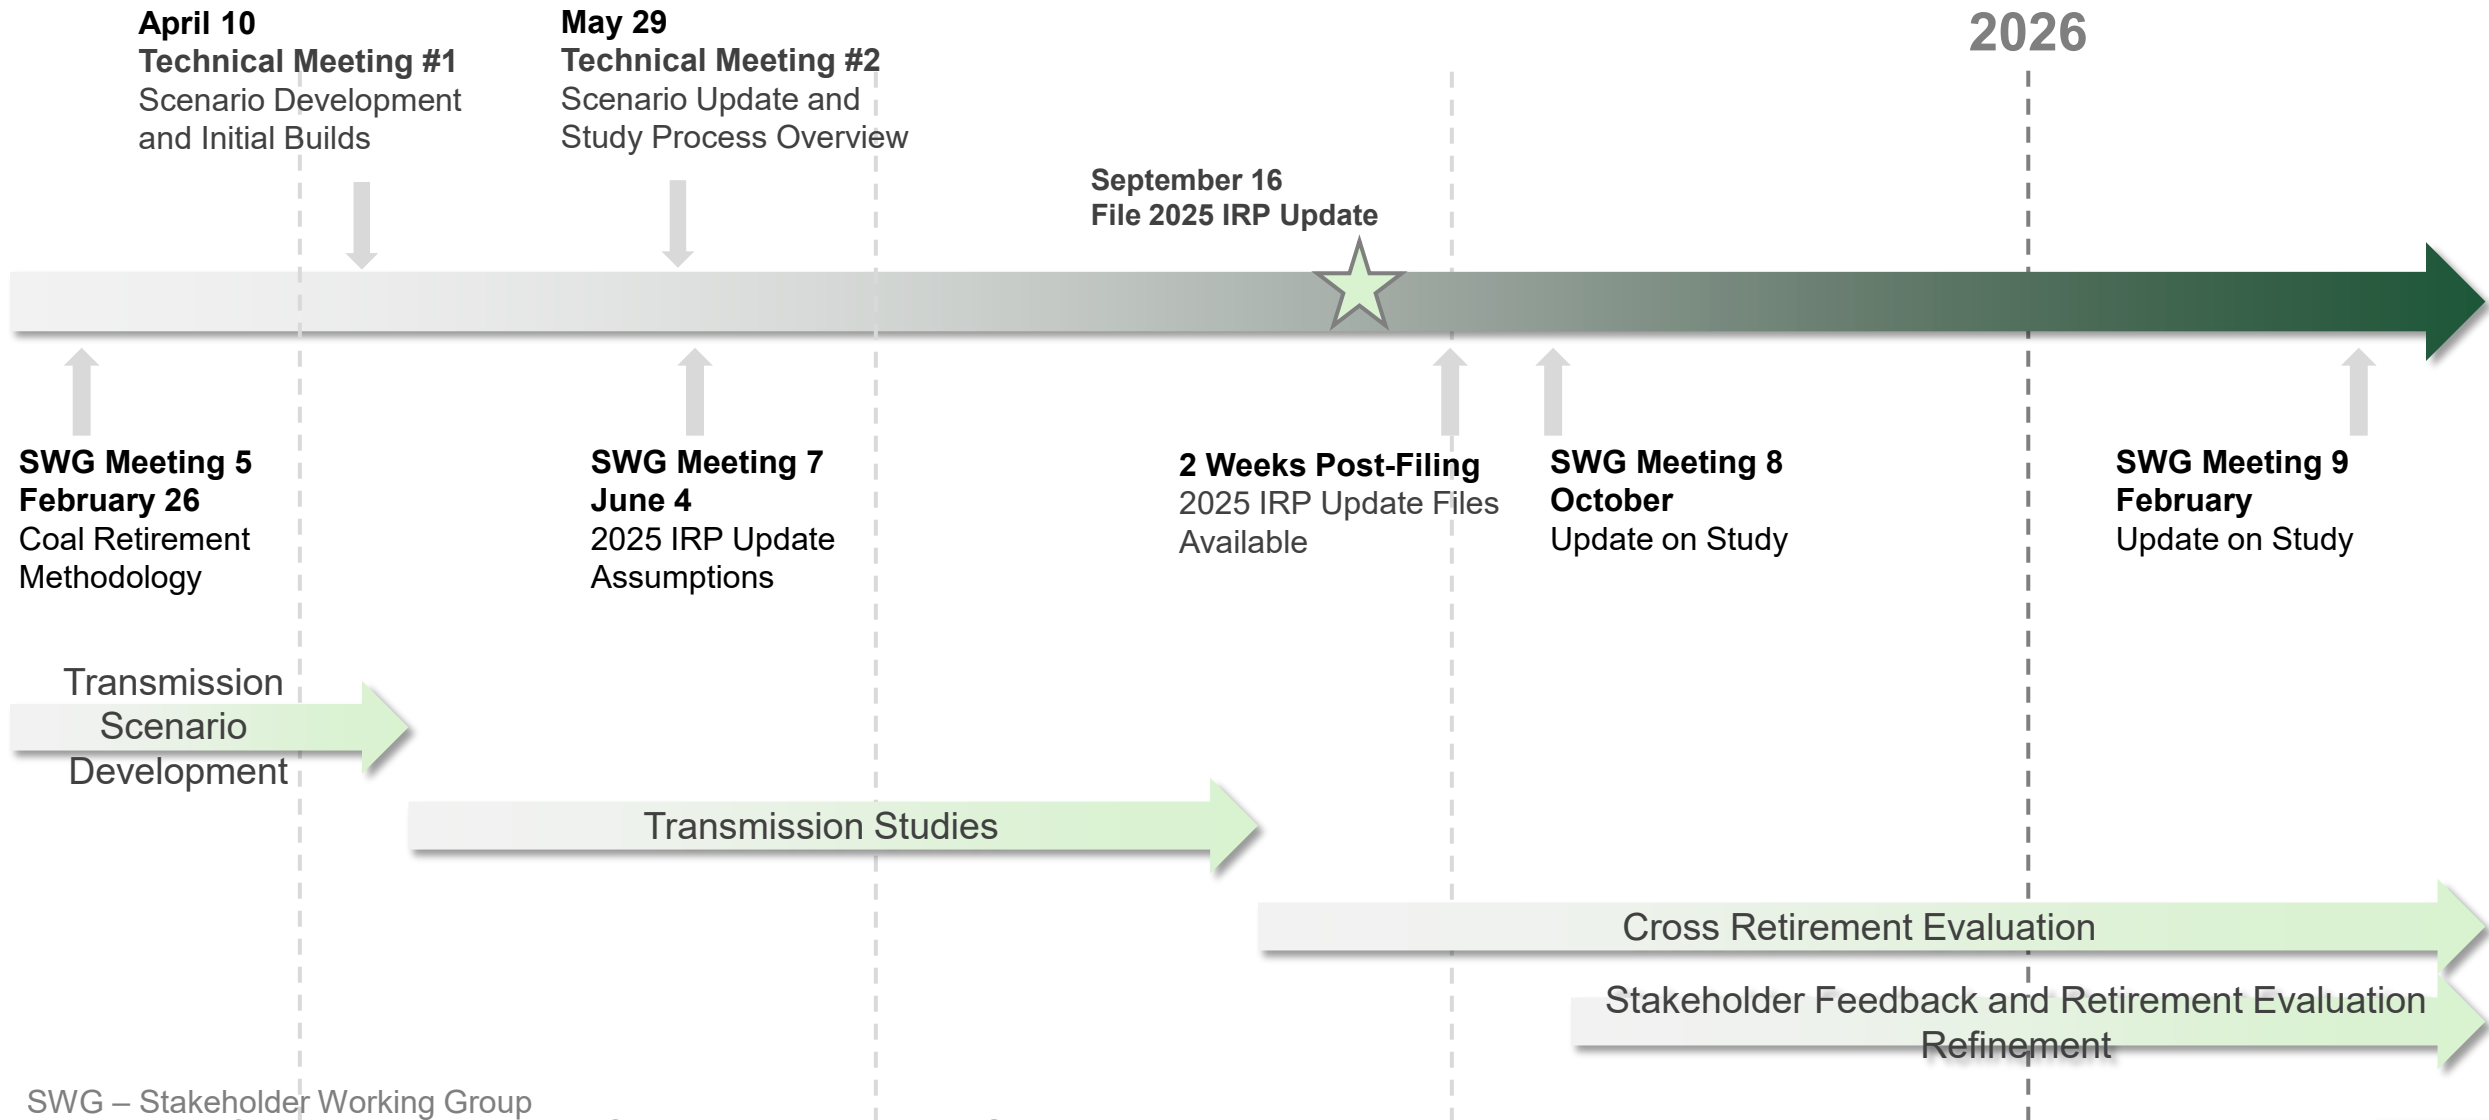 April 10
Technical Meeting #1
Scenario Development
and Initial Builds
May 29
Technical Meeting #2
Scenario Update and
Study Process Overview
2026
September 16
File 2025 IRP Update
SWG Meeting 5
February 26
Coal Retirement
Methodology
SWG Meeting 7
June 4
2025 IRP Update
Assumptions
2 Weeks Post-Filing
2025 IRP Update Files
Available
SWG Meeting 8
October
Update on Study
SWG Meeting 9
February
Update on Study
Transmission
Scenario
Development
Transmission Studies
Cross Retirement Evaluation
Stakeholder Feedback and Retirement Evaluation
Refinement
SWG – Stakeholder Working Group